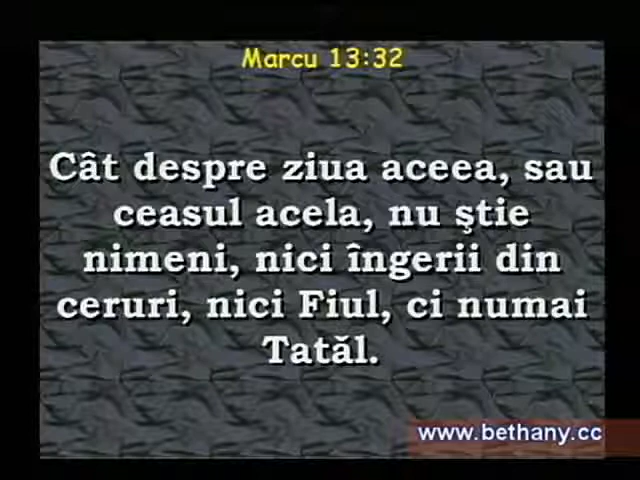 Marcu 13:32
Cât despre ziua aceea, sau
ceasul acela, nu ştie
nimeni, nici îngerii din
ceruri, nici Fiul, ci numai
Tatăl.
www.bethany.cc